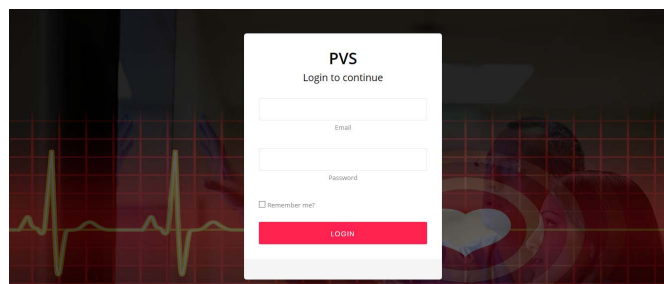 PVS
Login to continue
Email
Password
Remember me?
LOGIN